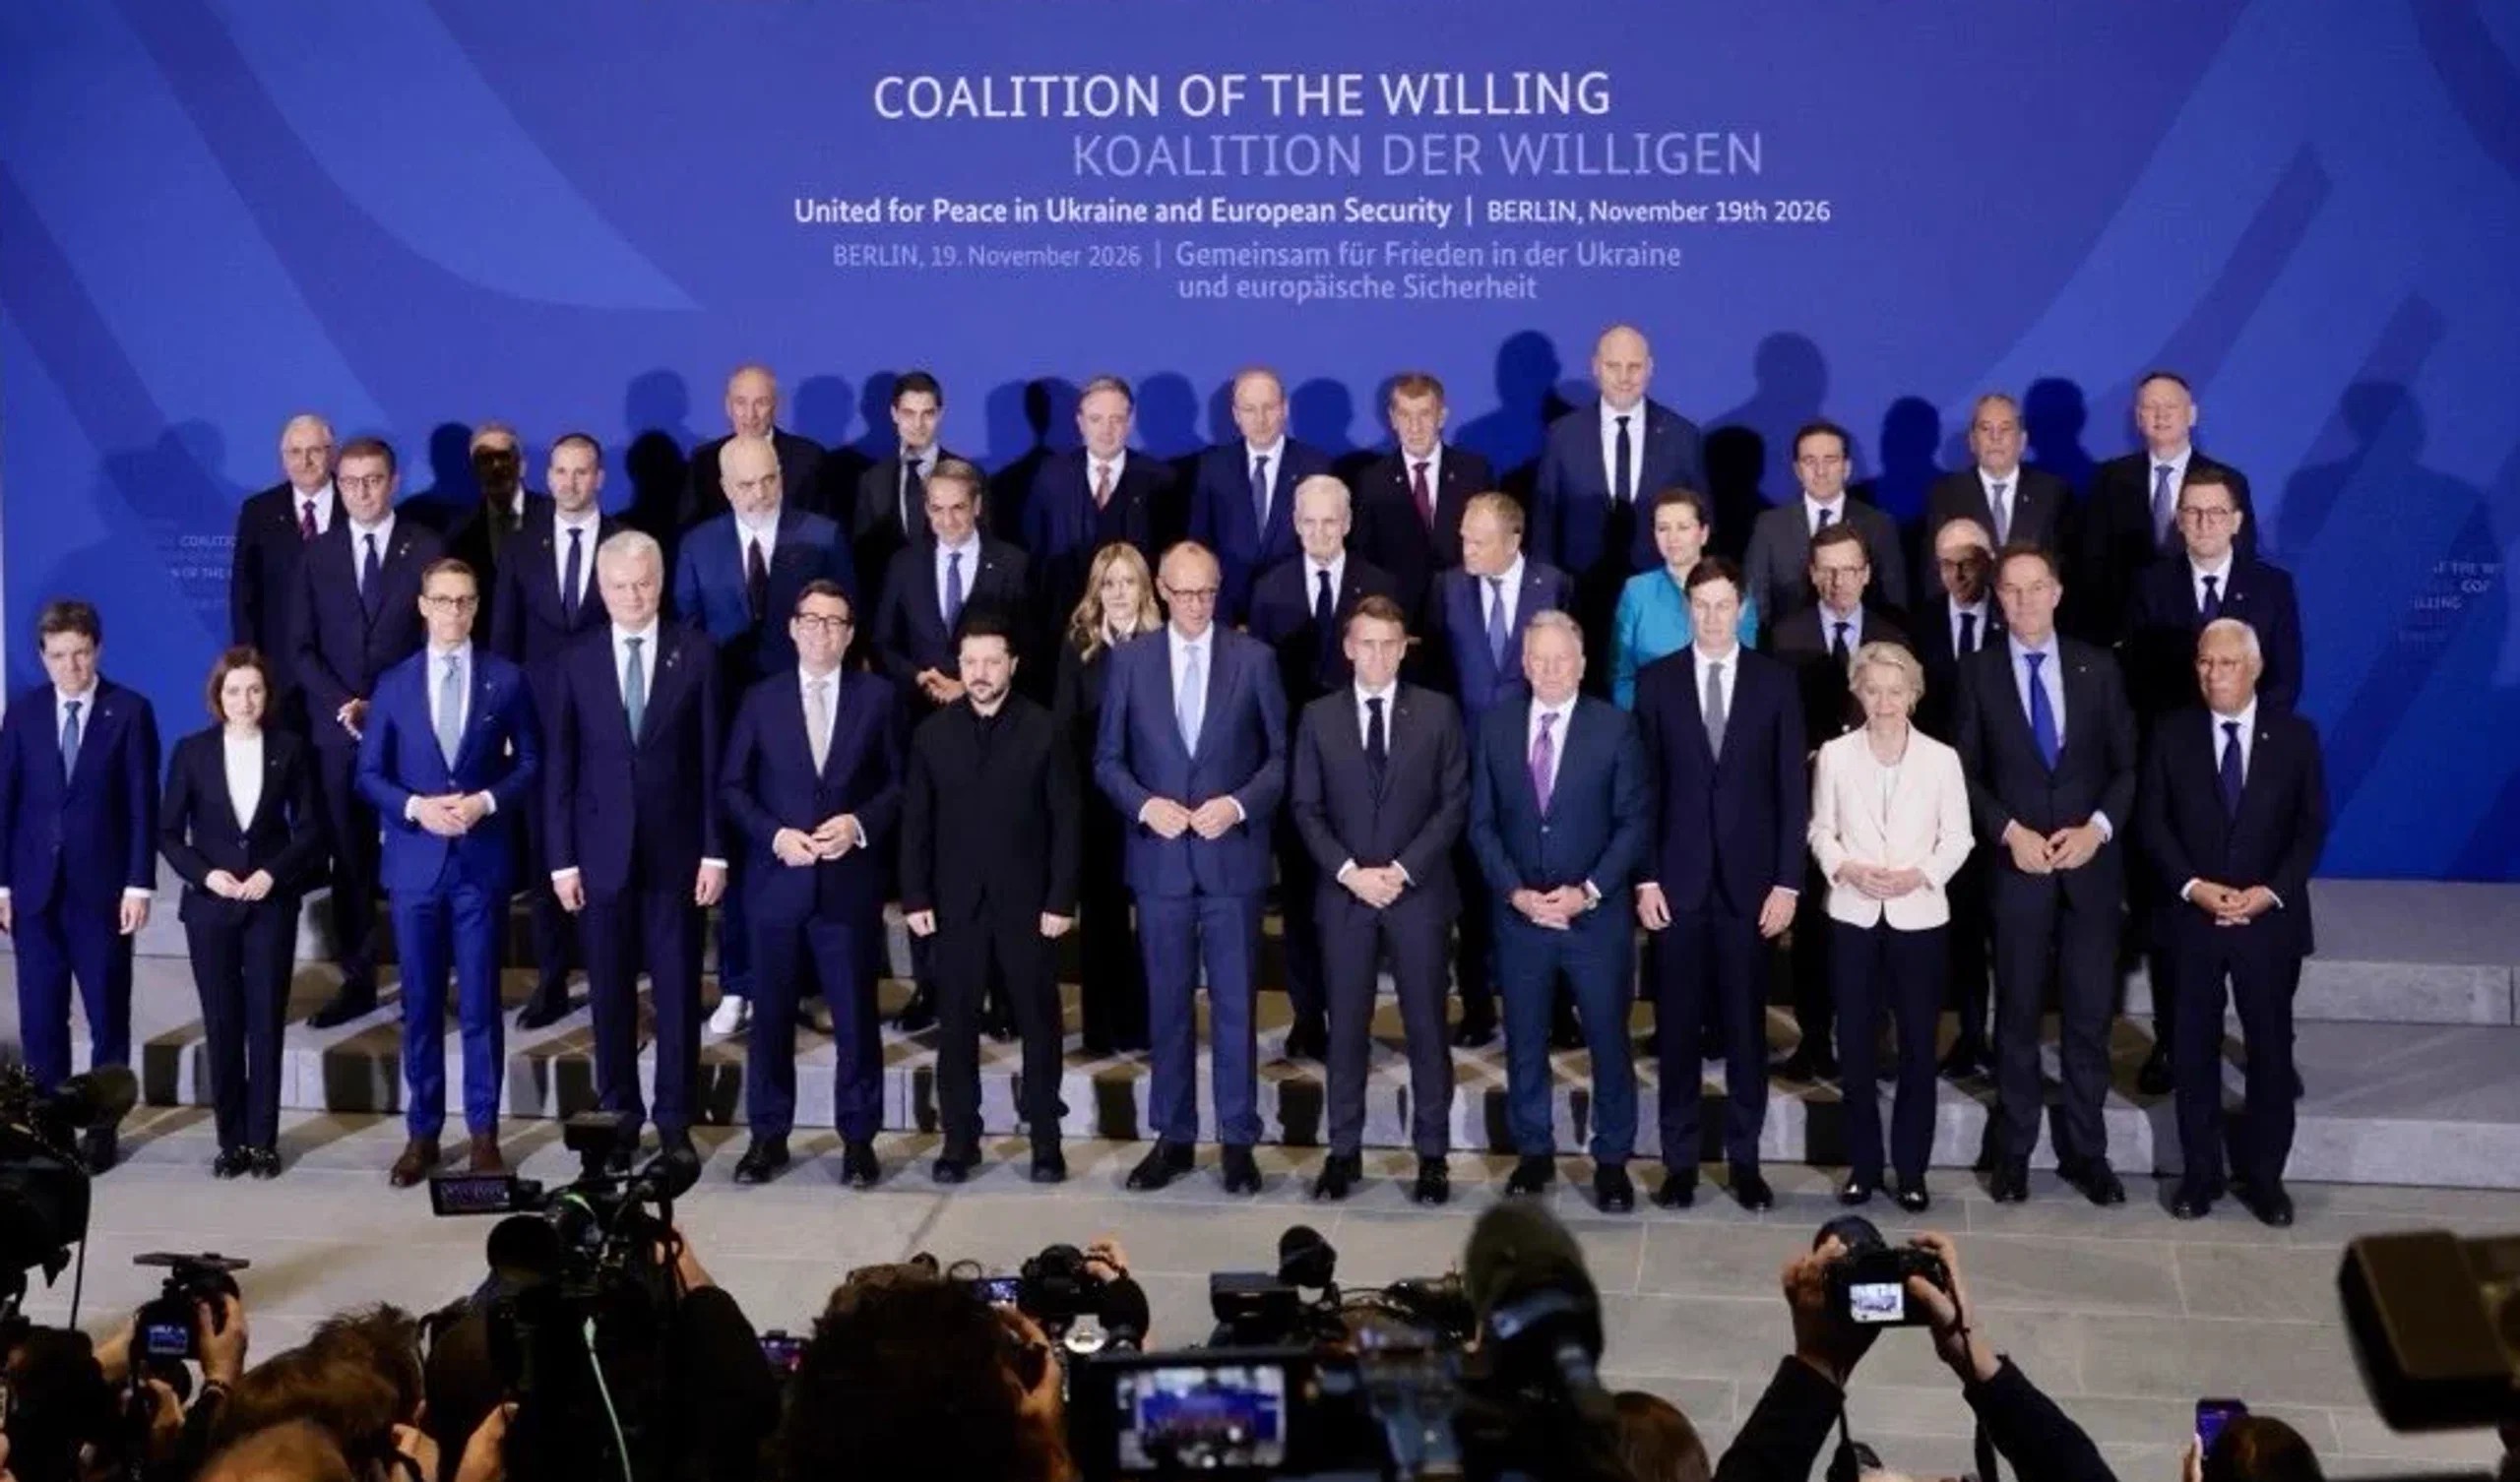 COALITION OF THE WILLING
KOALITION DER WILLIGEN
United for Peace in Ukraine and European Security | BERLIN, November 19th 2026
BERLIN, 19. November 2026 | Gemeinsam für Frieden in der Ukraine
und europäische Sicherheit